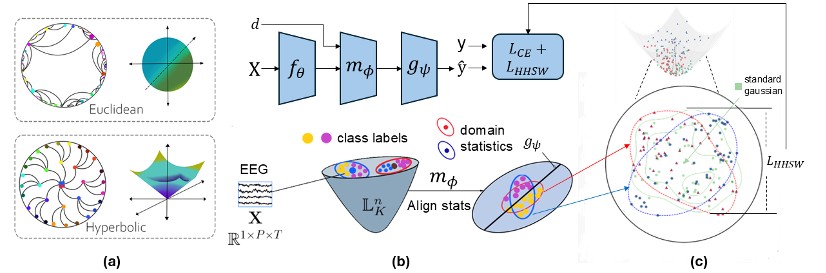 Euclidean
Hyperbolic
(a)
d
X
f_θ
m_ϕ
g_ψ
y
ŷ
L_CE +
L_HHSW
class labels
domain
statistics
EEG
X
ℝ^{1×P×T}
𝕃^n_K
m_ϕ
Align stats
g_ψ
(b)
standard
gaussian
L_HHSW
(c)